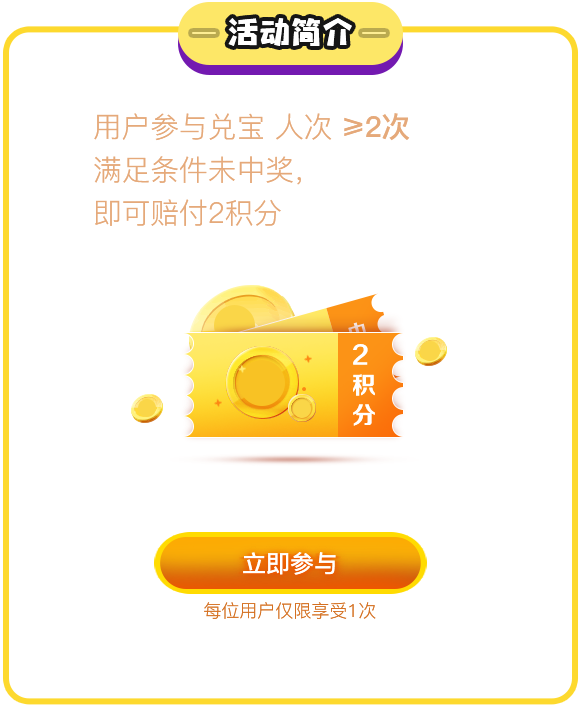 活动简介
用户参与兑宝 人次 ≥2次
满足条件未中奖，
即可赔付2积分
2
积
分
立即参与
每位用户仅限享受1次